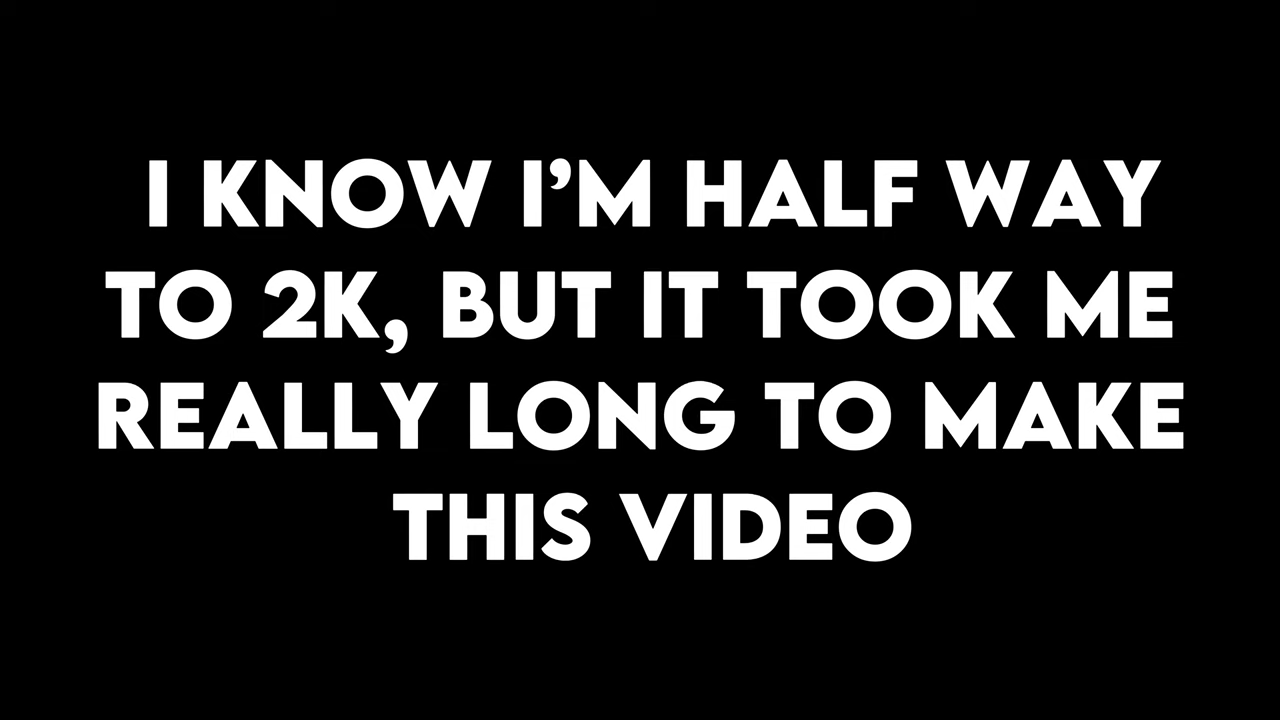 I KNOW I’M HALF WAY
TO 2K, BUT IT TOOK ME
REALLY LONG TO MAKE
THIS VIDEO